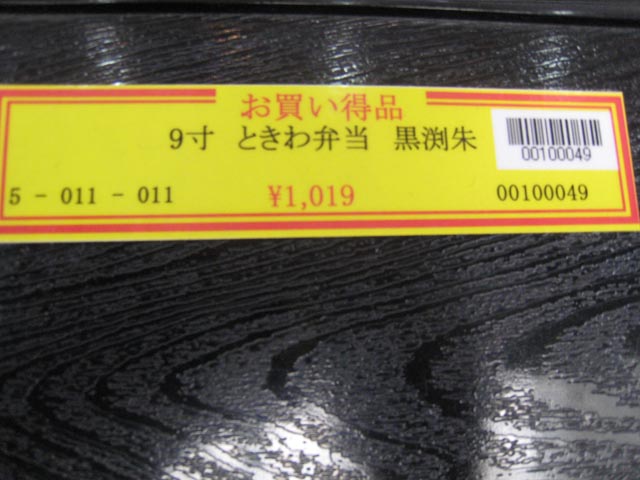 お買い得品
9寸 ときわ弁当 黒渕朱
00100049
5 - 011 - 011 ¥1,019 00100049